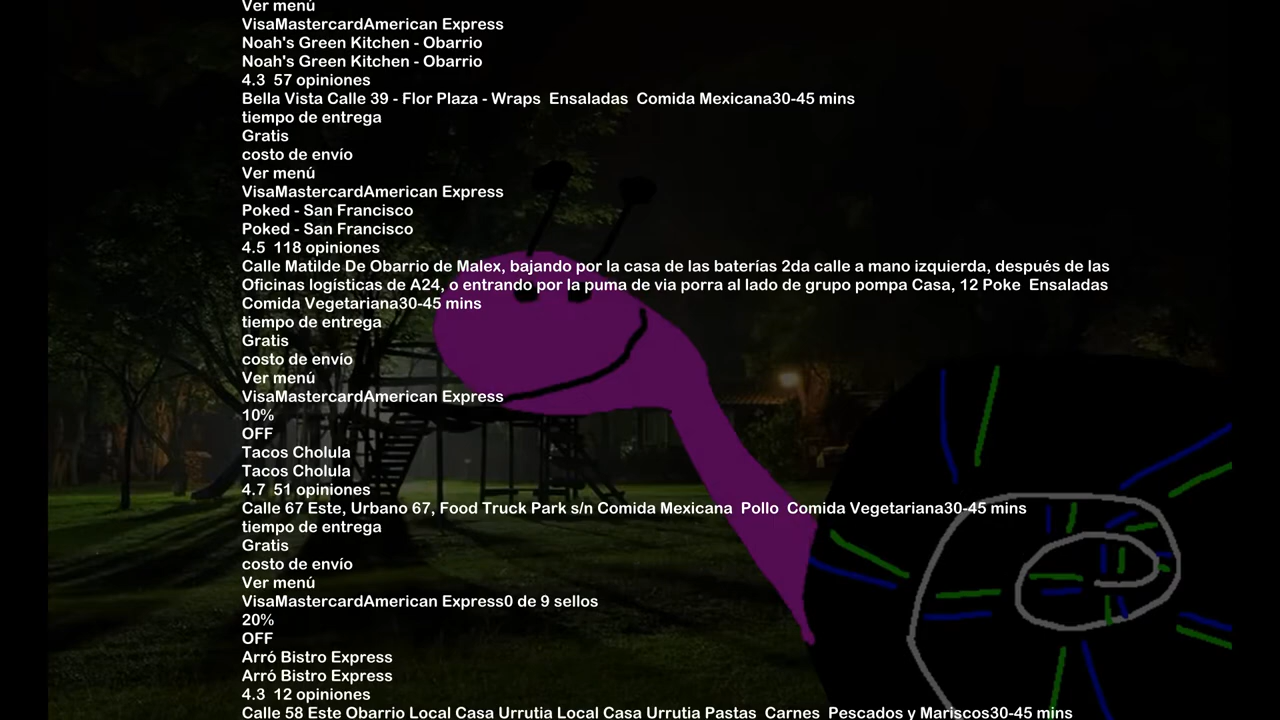 Ver menú
VisaMastercardAmerican Express
Noah's Green Kitchen - Obarrio
Noah's Green Kitchen - Obarrio
4.3  57 opiniones
Bella Vista Calle 39 - Flor Plaza - Wraps  Ensaladas  Comida Mexicana30-45 mins
tiempo de entrega
Gratis
costo de envío
Ver menú
VisaMastercardAmerican Express
Poked - San Francisco
Poked - San Francisco
4.5  118 opiniones
Calle Matilde De Obarrio de Malex, bajando por la casa de las baterías 2da calle a mano izquierda, después de las
Oficinas logísticas de A24, o entrando por la puma de via porra al lado de grupo pompa Casa, 12 Poke  Ensaladas
Comida Vegetariana30-45 mins
tiempo de entrega
Gratis
costo de envío
Ver menú
VisaMastercardAmerican Express
10%
OFF
Tacos Cholula
Tacos Cholula
4.7  51 opiniones
Calle 67 Este, Urbano 67, Food Truck Park s/n Comida Mexicana  Pollo  Comida Vegetariana30-45 mins
tiempo de entrega
Gratis
costo de envío
Ver menú
VisaMastercardAmerican Express0 de 9 sellos
20%
OFF
Arró Bistro Express
Arró Bistro Express
4.3  12 opiniones
Calle 58 Este Obarrio Local Casa Urrutia Local Casa Urrutia Pastas  Carnes  Pescados y Mariscos30-45 mins